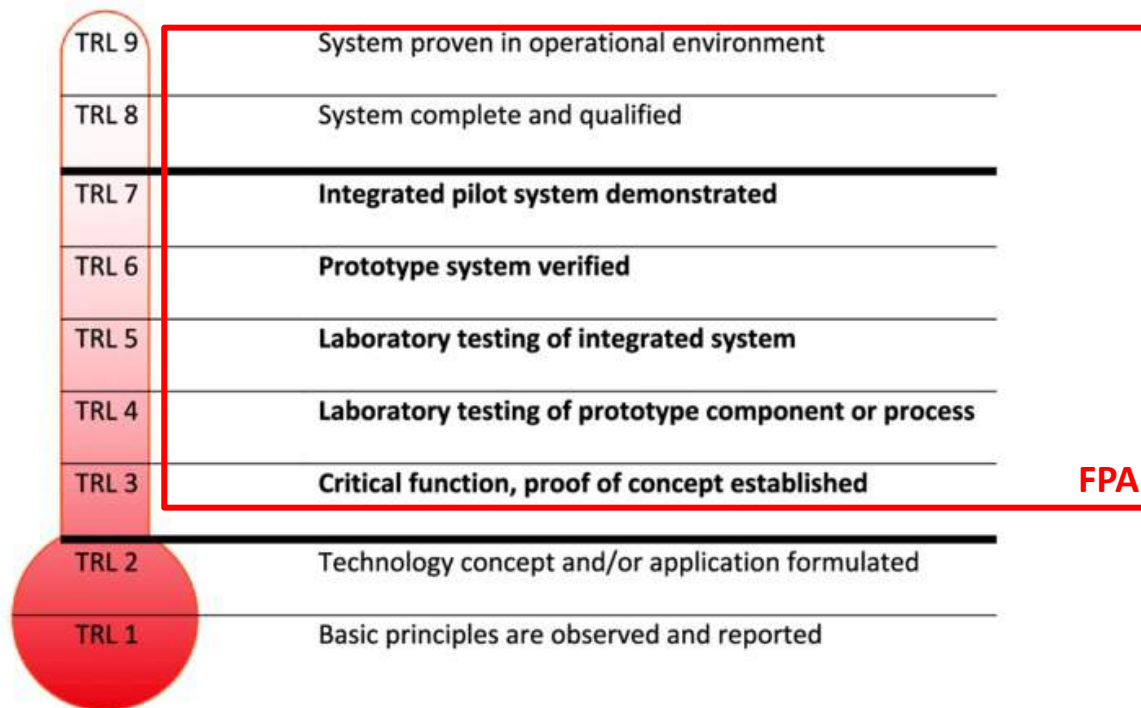 TRL 9 System proven in operational environment
TRL 8 System complete and qualified
TRL 7 Integrated pilot system demonstrated
TRL 6 Prototype system verified
TRL 5 Laboratory testing of integrated system
TRL 4 Laboratory testing of prototype component or process
TRL 3 Critical function, proof of concept established FPA
TRL 2 Technology concept and/or application formulated
TRL 1 Basic principles are observed and reported